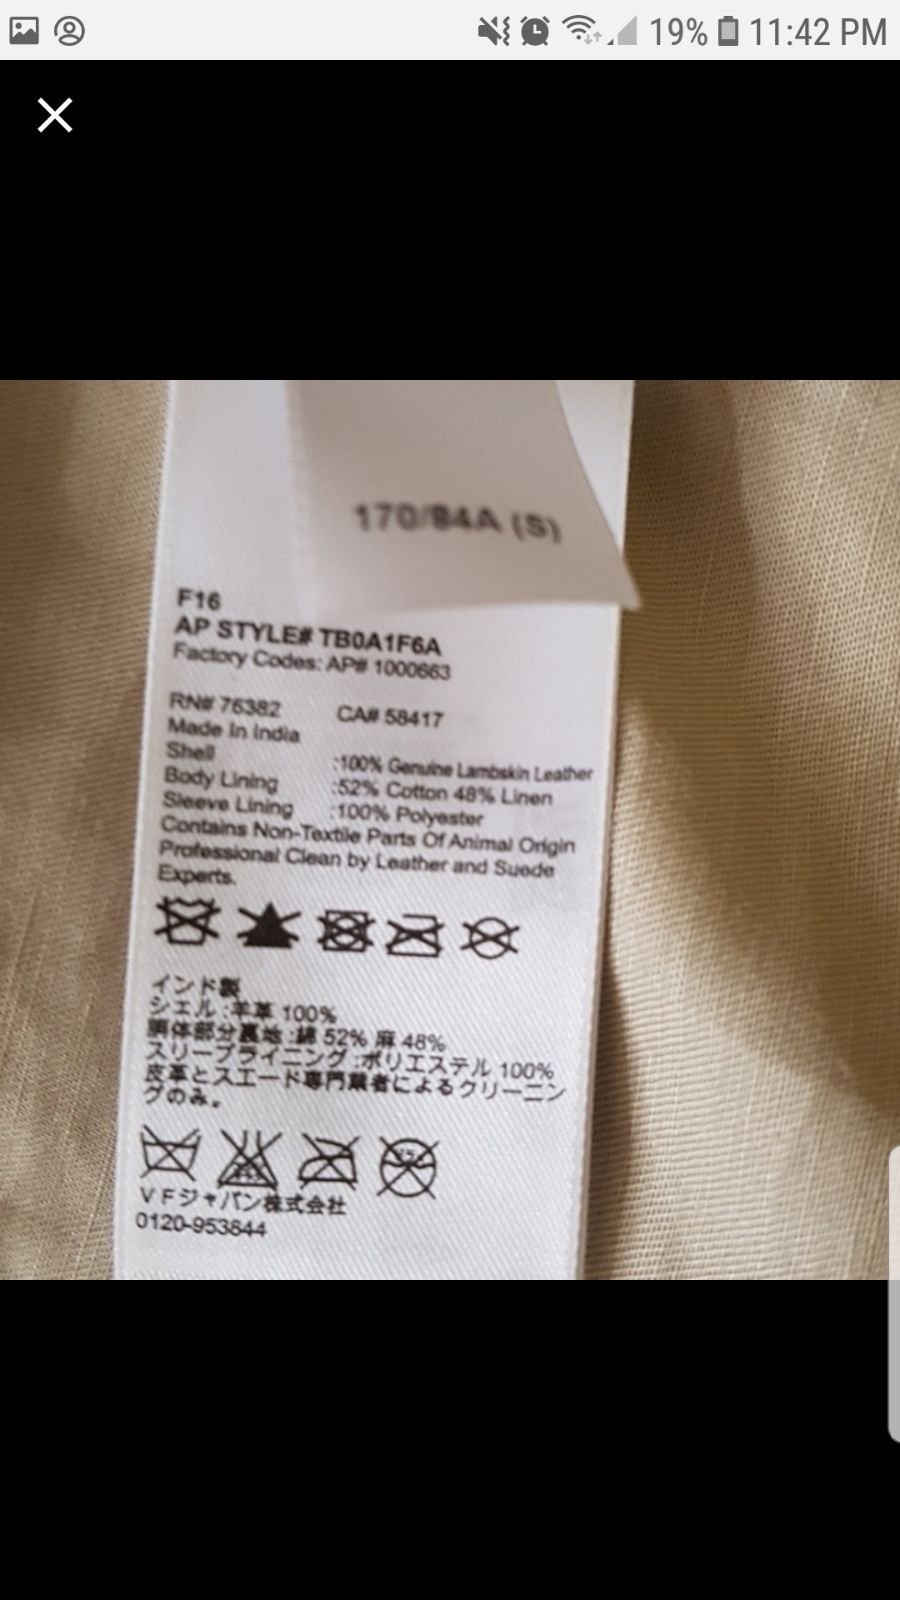 19% 11:42 PM
170/84A (S)
F16
AP STYLE# TB0A1F6A
Factory Codes: AP# 1000663
RN# 76382 CA# 58417
Made In India
Shell :100% Genuine Lambskin Leather
Body Lining :52% Cotton 48% Linen
Sleeve Lining :100% Polyester
Contains Non-Textile Parts Of Animal Origin
Professional Clean by Leather and Suede
Experts.
インド製
シェル :羊革 100%
胴体部分裏地 :綿 52% 麻 48%
スリーブライニング :ポリエステル 100%
皮革とスエード専門業者によるクリーニン
グのみ。
VFジャパン株式会社
0120-953844